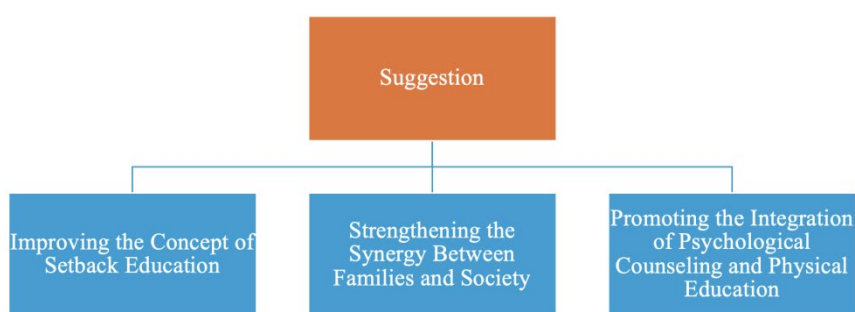 Suggestion
Improving the Concept of
Setback Education
Strengthening the
Synergy Between
Families and Society
Promoting the Integration
of Psychological
Counseling and Physical
Education